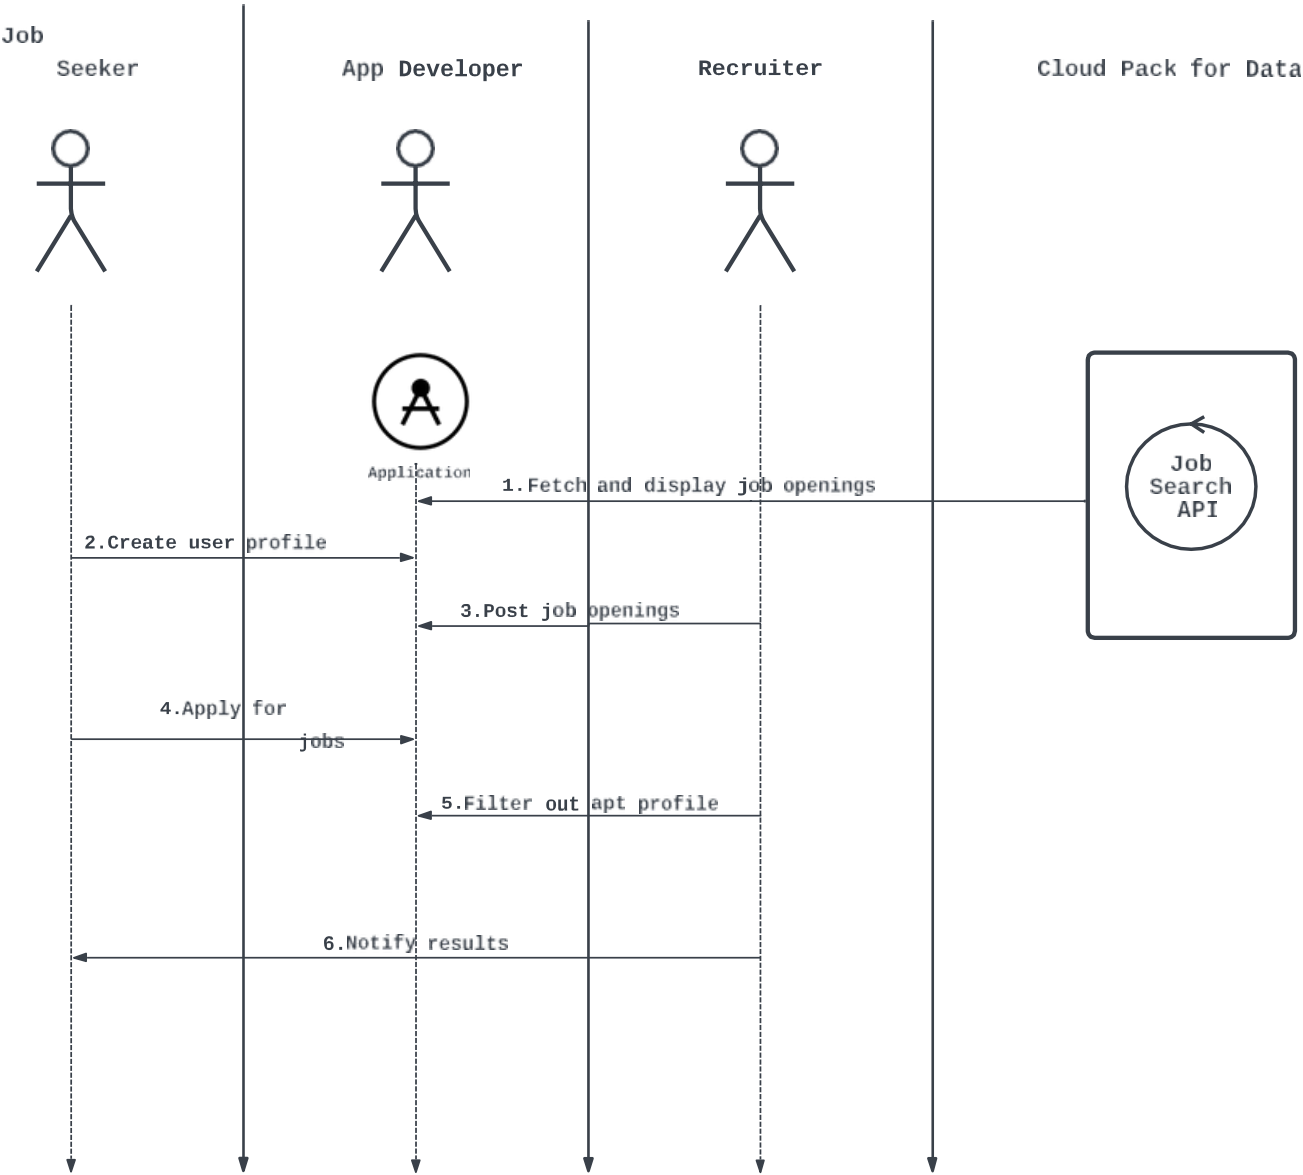 Job
Seeker
App Developer
Recruiter
Cloud Pack for Data
Application
Job
Search
API
1.Fetch and display job openings
2.Create user profile
3.Post job openings
4.Apply for
jobs
5.Filter out apt profile
6.Notify results